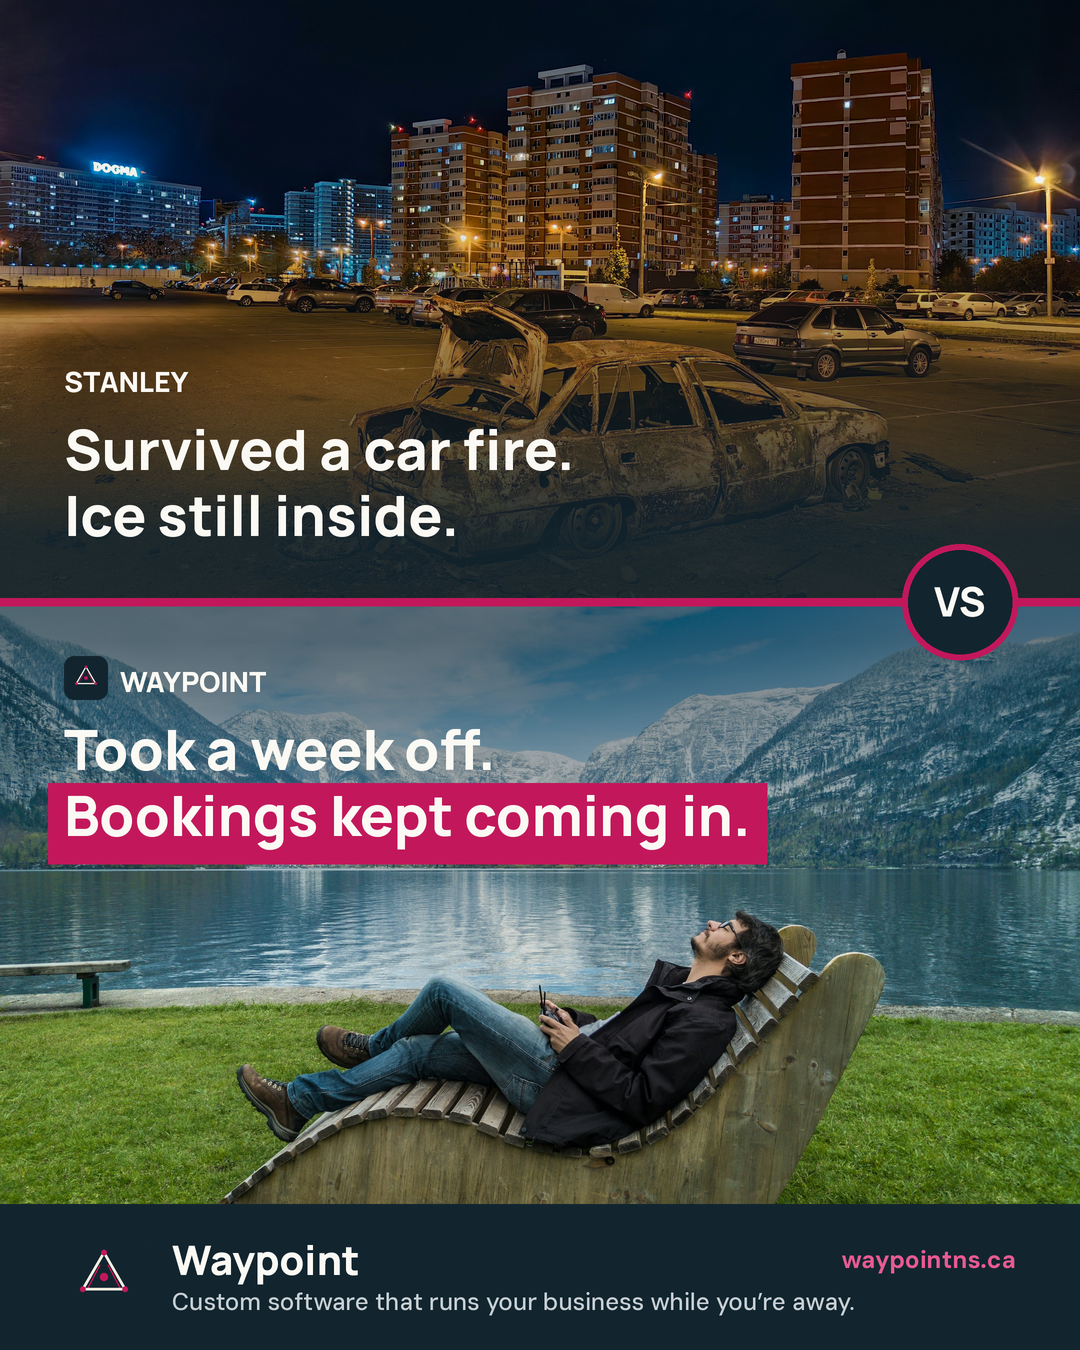 DOGMA
STANLEY
Survived a car fire.
Ice still inside.
VS
WAYPOINT
Took a week off.
Bookings kept coming in.
Waypoint
waypointns.ca
Custom software that runs your business while you’re away.